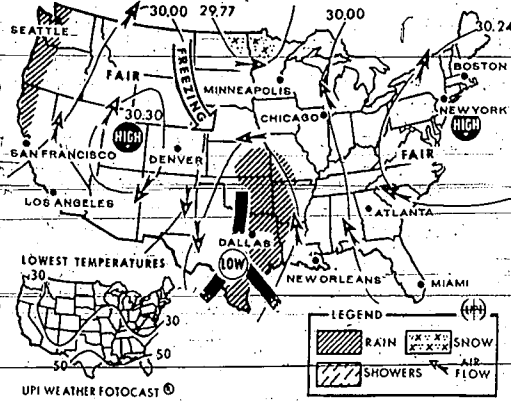 30.00
29.77
30.00
30.24
SEATTLE
FAIR
FREEZING
MINNEAPOLIS
BOSTON
30.30
CHICAGO
NEW YORK
HIGH
HIGH
SAN FRANCISCO
DENVER
FAIR
LOS ANGELES
ATLANTA
DALLAS
LOWEST TEMPERATURES
LOW
NEW ORLEANS
MIAMI
30
30
50
50
LEGEND
UPI
RAIN
SNOW
SHOWERS
AIR
FLOW
UPI WEATHER FOTOCAST ®